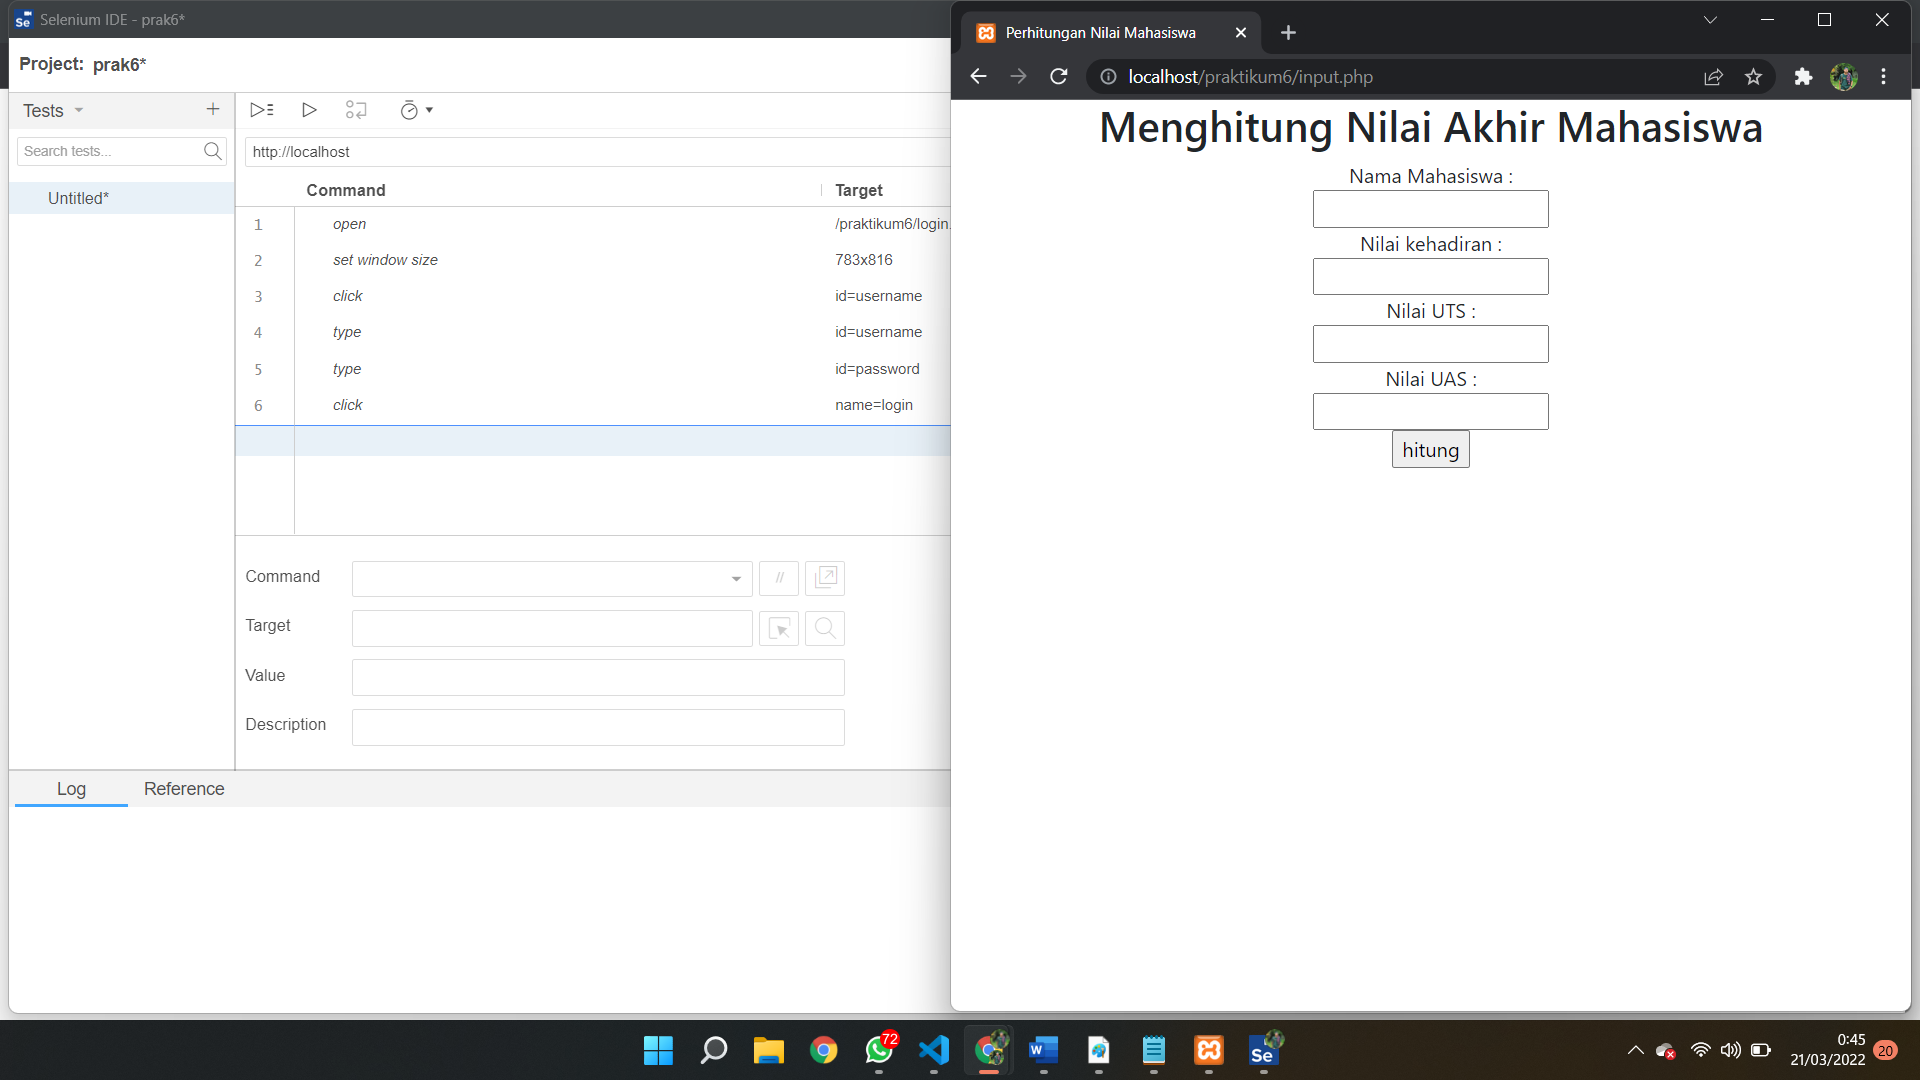 Selenium IDE - prak6*
Project: prak6*
Tests
Search tests...
Untitled*
http://localhost
Command Target
1 open /praktikum6/login.
2 set window size 783x816
3 click id=username
4 type id=username
5 type id=password
6 click name=login
Command
//
Target
Value
Description
Log Reference
Perhitungan Nilai Mahasiswa
localhost/praktikum6/input.php
Menghitung Nilai Akhir Mahasiswa
Nama Mahasiswa :
Nilai kehadiran :
Nilai UTS :
Nilai UAS :
hitung
72
W
Se
0:45
21/03/2022
20